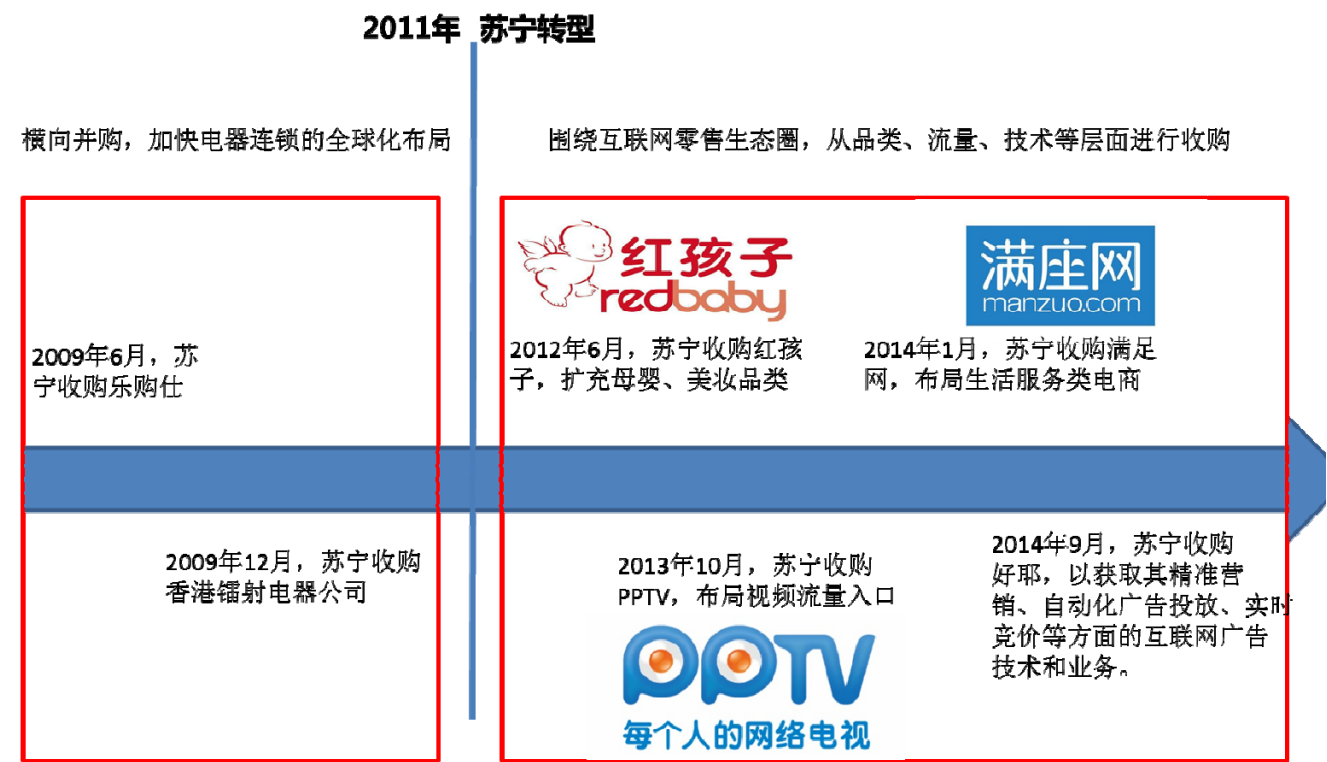 2011年 苏宁转型
横向并购，加快电器连锁的全球化布局
围绕互联网零售生态圈，从品类、流量、技术等层面进行收购
2009年6月，苏
宁收购乐购仕
2009年12月，苏宁收购
香港镭射电器公司
红孩子
redbaby
2012年6月，苏宁收购红孩
子，扩充母婴、美妆品类
满座网
manzuo.com
2014年1月，苏宁收购满足
网，布局生活服务类电商
2013年10月，苏宁收购
PPTV，布局视频流量入口
PPTV
每个人的网络电视
2014年9月，苏宁收购
好耶，以获取其精准营
销、自动化广告投放、实时
竞价等方面的互联网广告
技术和业务。